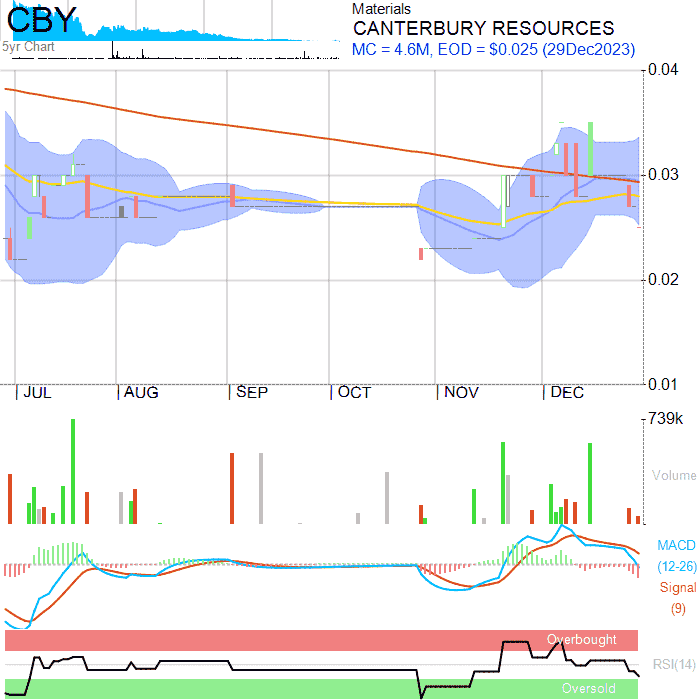 CBY
5yr Chart
Materials
CANTERBURY RESOURCES
MC = 4.6M, EOD = $0.025 (29Dec2023)
0.04
0.03
0.02
0.01
JUL AUG SEP OCT NOV DEC
739k
Volume
MACD
(12-26)
Signal
(9)
Overbought
RSI(14)
Oversold